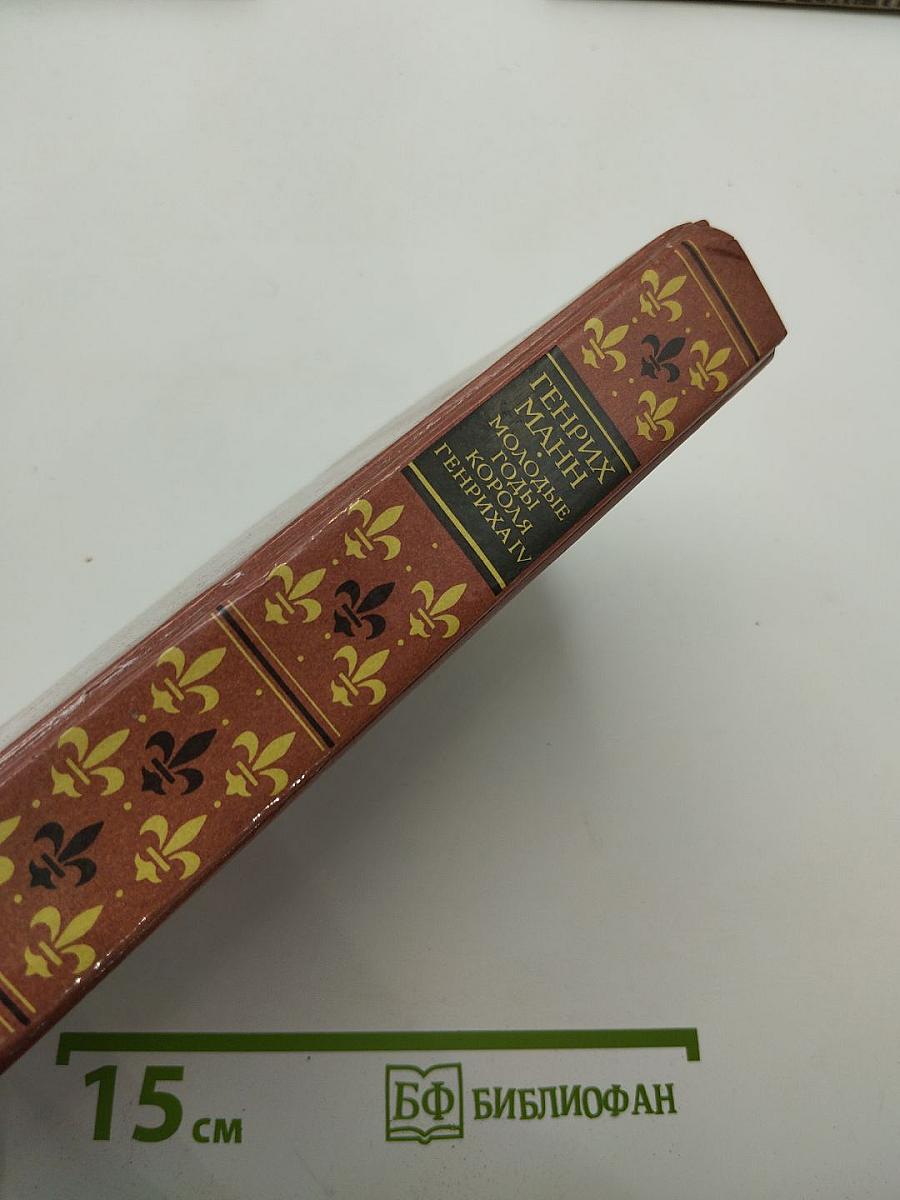 ГЕНРИХ
МАНН
•
МОЛОДЫЕ
ГОДЫ
КОРОЛЯ
ГЕНРИХА IV
15 см
БФ БИБЛИОФАН